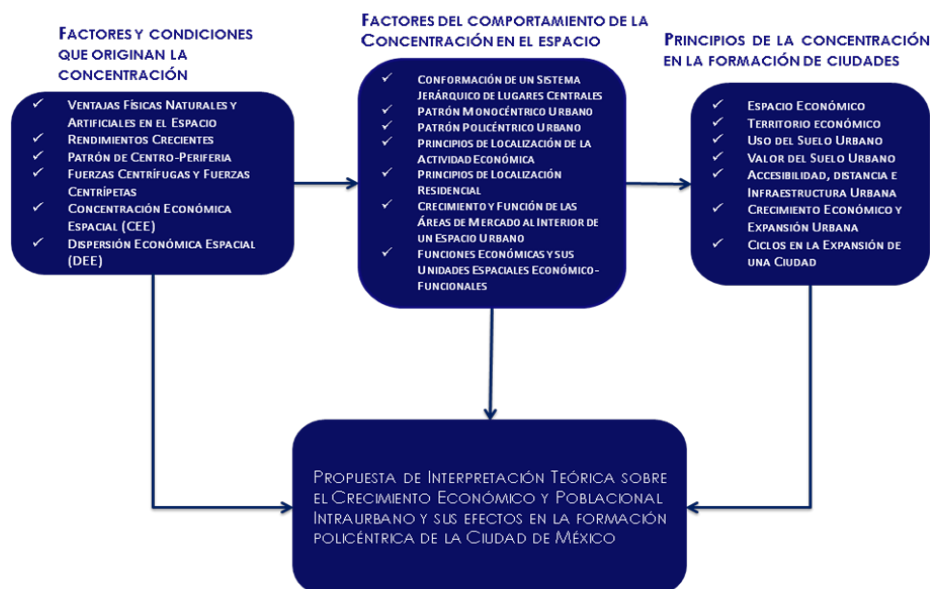 FACTORES Y CONDICIONES
QUE ORIGINAN LA
CONCENTRACIÓN
VENTAJAS FÍSICAS NATURALES Y
ARTIFICIALES EN EL ESPACIO
RENDIMIENTOS CRECIENTES
PATRÓN DE CENTRO-PERIFERIA
FUERZAS CENTRÍFUGAS Y FUERZAS
CENTRÍPETAS
CONCENTRACIÓN ECONÓMICA
ESPACIAL (CEE)
DISPERSIÓN ECONÓMICA ESPACIAL
(DEE)
FACTORES DEL COMPORTAMIENTO DE LA
CONCENTRACIÓN EN EL ESPACIO
CONFORMACIÓN DE UN SISTEMA
JERÁRQUICO DE LUGARES CENTRALES
PATRÓN MONOCÉNTRICO URBANO
PATRÓN POLICÉNTRICO URBANO
PRINCIPIOS DE LOCALIZACIÓN DE LA
ACTIVIDAD ECONÓMICA
PRINCIPIOS DE LOCALIZACIÓN
RESIDENCIAL
CRECIMIENTO Y FUNCIÓN DE LAS
ÁREAS DE MERCADO AL INTERIOR DE
UN ESPACIO URBANO
FUNCIONES ECONÓMICAS Y SUS
UNIDADES ESPACIALES ECONÓMICO-
FUNCIONALES
PRINCIPIOS DE LA CONCENTRACIÓN
EN LA FORMACIÓN DE CIUDADES
ESPACIO ECONÓMICO
TERRITORIO ECONÓMICO
USO DEL SUELO URBANO
VALOR DEL SUELO URBANO
ACCESIBILIDAD, DISTANCIA E
INFRAESTRUCTURA URBANA
CRECIMIENTO ECONÓMICO Y
EXPANSIÓN URBANA
CICLOS EN LA EXPANSIÓN DE
UNA CIUDAD
PROPUESTA DE INTERPRETACIÓN TEÓRICA SOBRE
EL CRECIMIENTO ECONÓMICO Y POBLACIONAL
INTRAURBANO Y SUS EFECTOS EN LA FORMACIÓN
POLICÉNTRICA DE LA CIUDAD DE MÉXICO